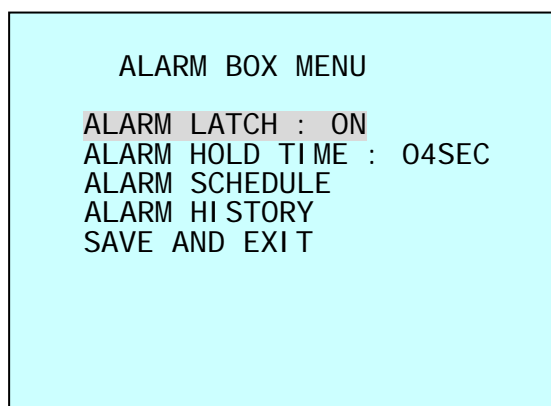 ALARM BOX MENU
ALARM LATCH : ON
ALARM HOLD TIME : 04SEC
ALARM SCHEDULE
ALARM HISTORY
SAVE AND EXIT